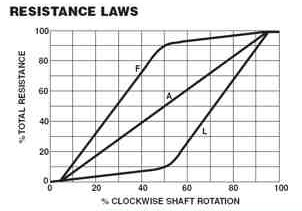 RESISTANCE LAWS
% TOTAL RESISTANCE
100
80
60
40
20
0
F
A
L
0 20 40 60 80 100
% CLOCKWISE SHAFT ROTATION